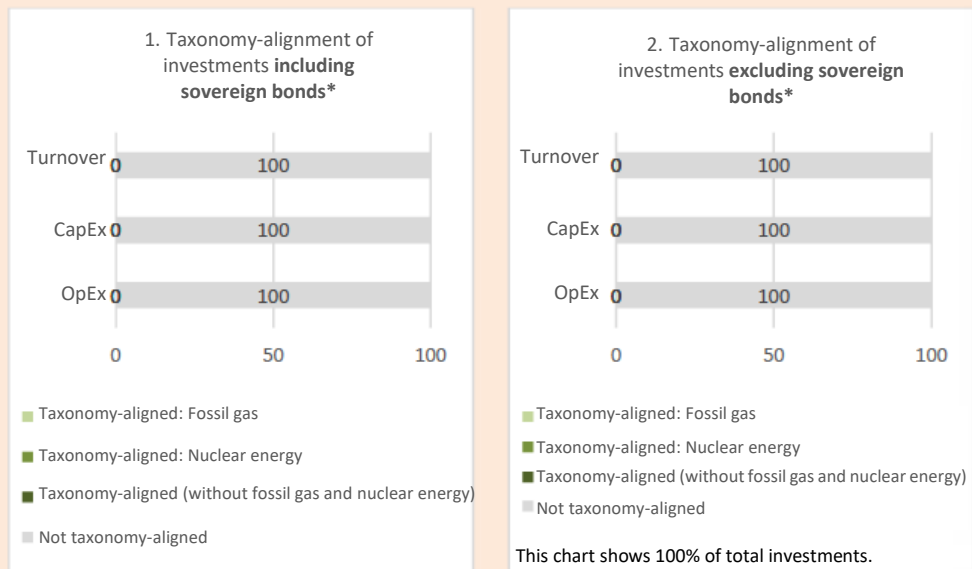 1. Taxonomy-alignment of
investments including
sovereign bonds*
Turnover 0 100
CapEx 0 100
OpEx 0 100
0 50 100
Taxonomy-aligned: Fossil gas
Taxonomy-aligned: Nuclear energy
Taxonomy-aligned (without fossil gas and nuclear energy)
Not taxonomy-aligned
2. Taxonomy-alignment of
investments excluding sovereign
bonds*
Turnover 0 100
CapEx 0 100
OpEx 0 100
0 50 100
Taxonomy-aligned: Fossil gas
Taxonomy-aligned: Nuclear energy
Taxonomy-aligned (without fossil gas and nuclear energy)
Not taxonomy-aligned
This chart shows 100% of total investments.